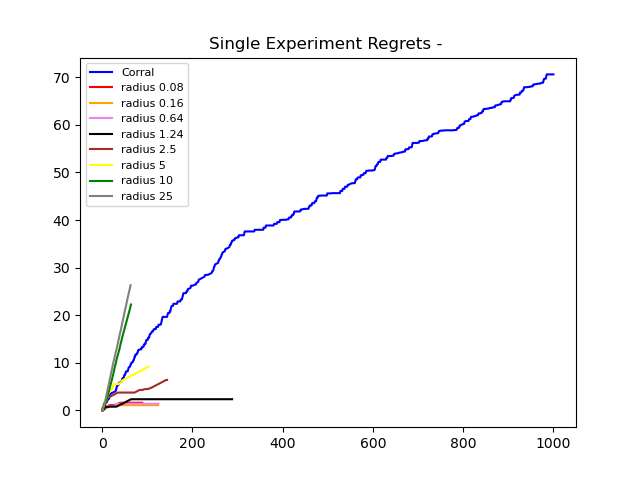 Single Experiment Regrets -
Corral
radius 0.08
radius 0.16
radius 0.64
radius 1.24
radius 2.5
radius 5
radius 10
radius 25
70
60
50
40
30
20
10
0
0 200 400 600 800 1000